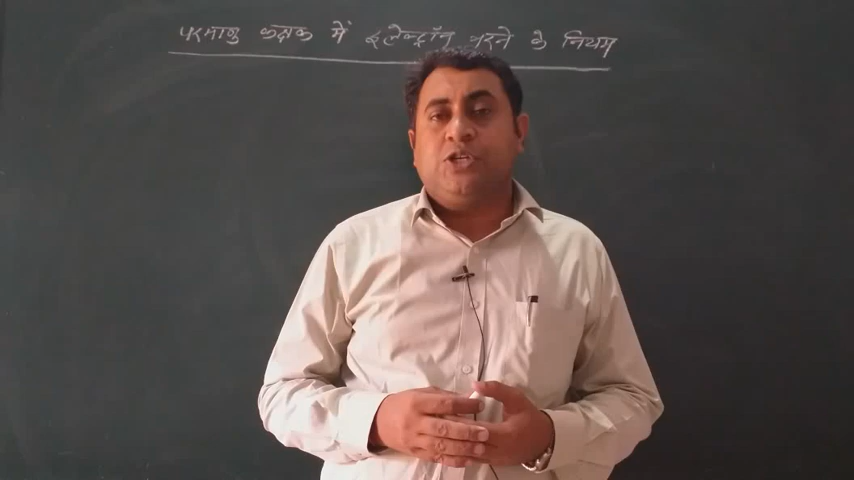 परमाणु कक्षक में इलेक्ट्रॉन भरने के नियम